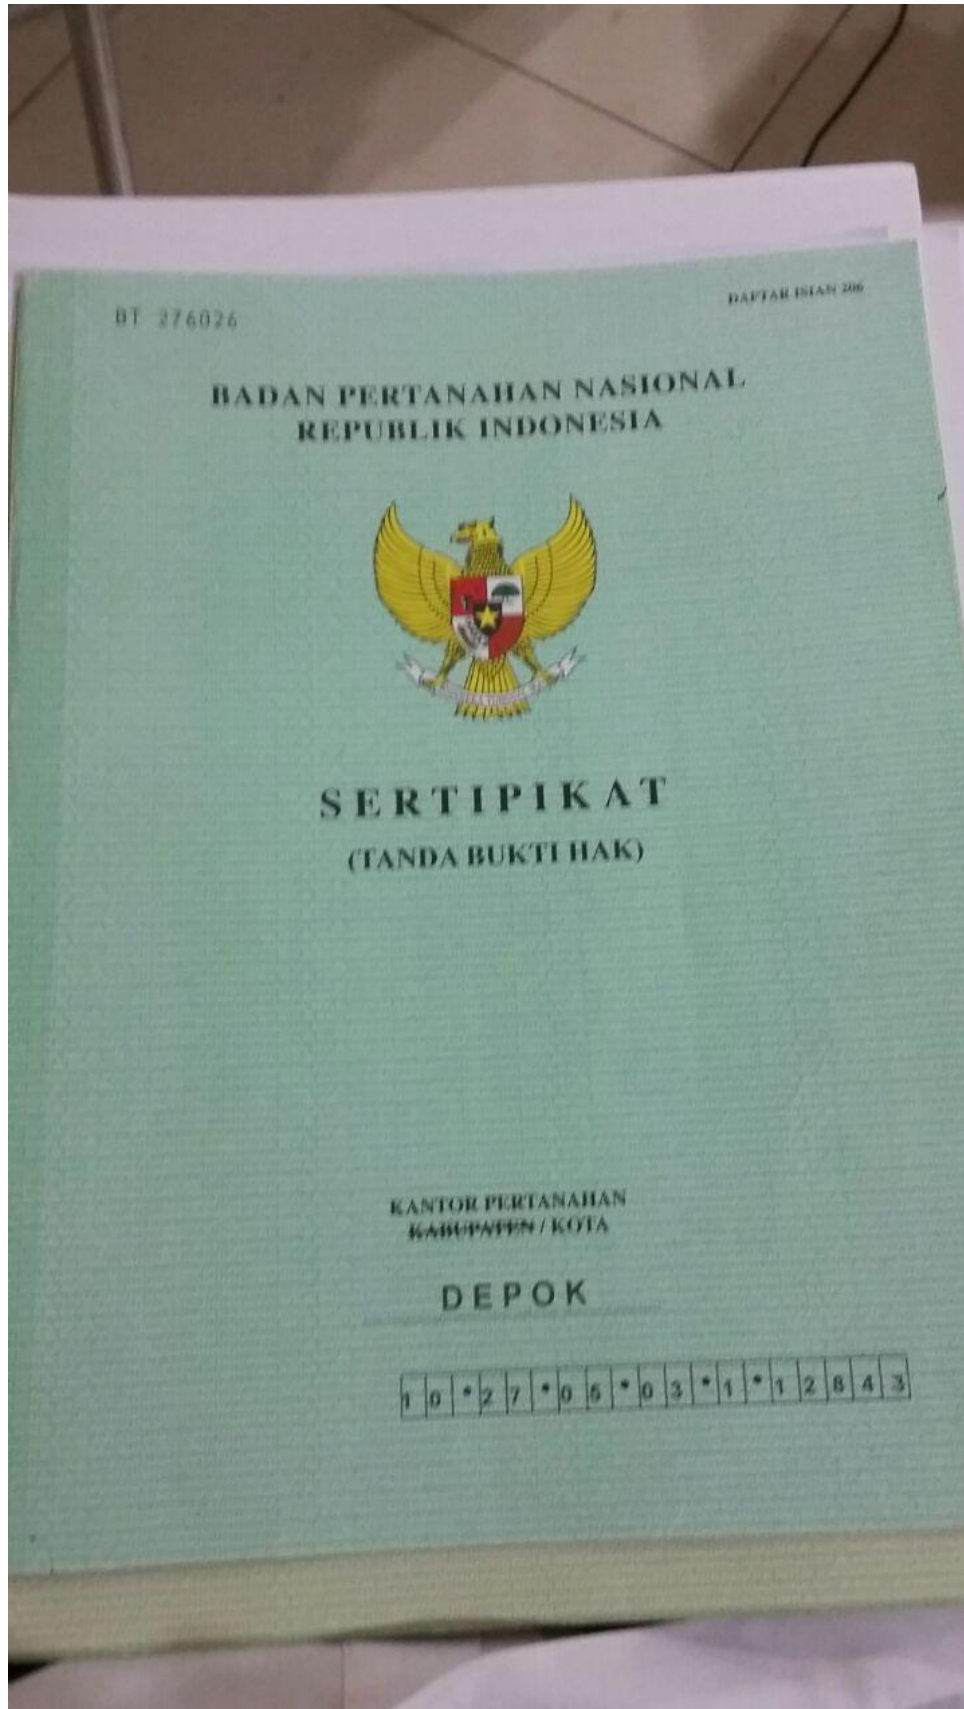 BT 276026
DAFTAR ISIAN 206
BADAN PERTANAHAN NASIONAL
REPUBLIK INDONESIA
SERTIPIKAT
(TANDA BUKTI HAK)
KANTOR PERTANAHAN
KABUPATEN / KOTA
DEPOK
10*27*06*03*1*12843